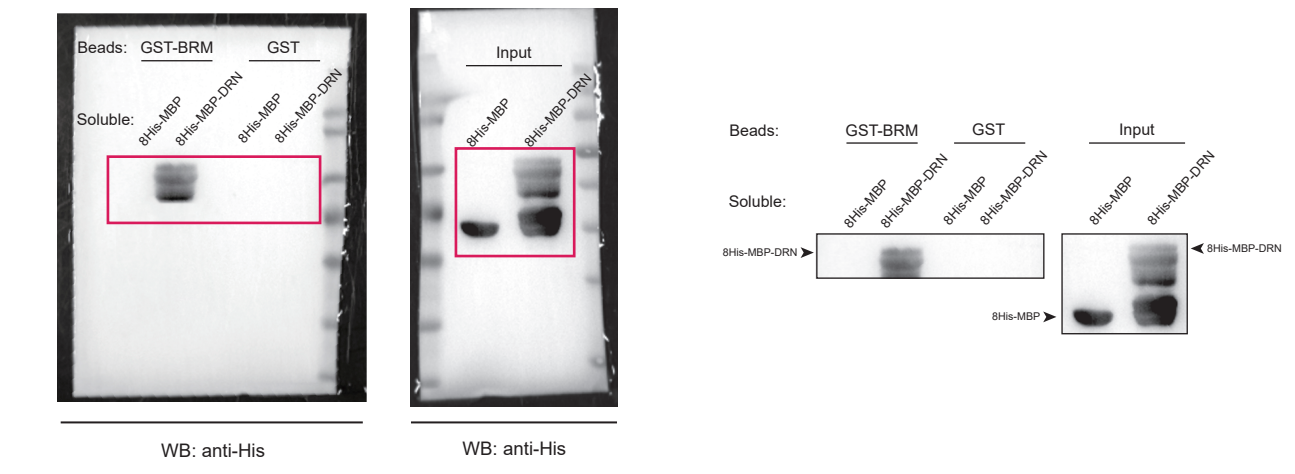 Beads: GST-BRM GST
Soluble: 8His-MBP 8His-MBP-DRN 8His-MBP 8His-MBP-DRN
WB: anti-His
Input
8His-MBP 8His-MBP-DRN
WB: anti-His
Beads: GST-BRM GST Input
Soluble: 8His-MBP 8His-MBP-DRN 8His-MBP 8His-MBP-DRN 8His-MBP 8His-MBP-DRN
8His-MBP-DRN
8His-MBP-DRN
8His-MBP